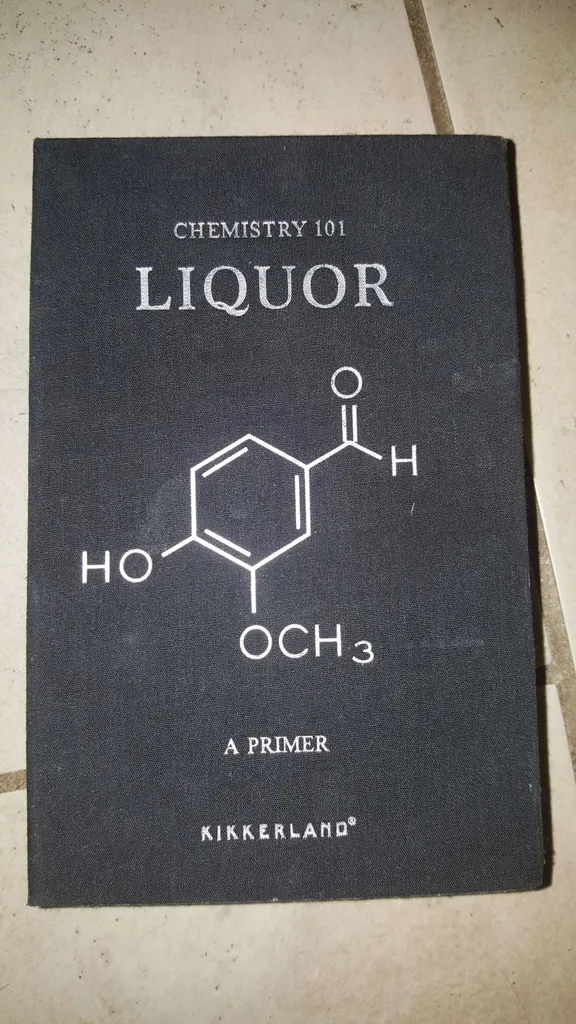 CHEMISTRY 101
LIQUOR
O
H
HO
OCH3
A PRIMER
KIKKERLAND®